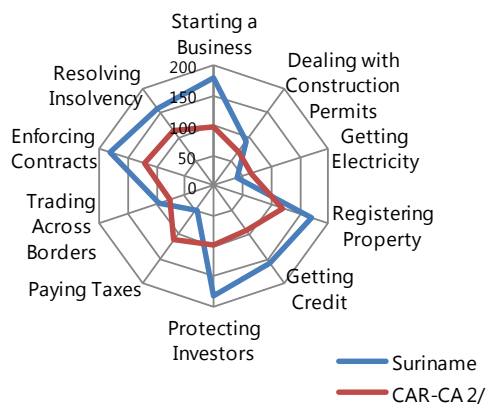 Starting a
Business
Dealing with
Construction
Permits
Getting
Electricity
Registering
Property
Getting
Credit
Protecting
Investors
Paying Taxes
Trading
Across
Borders
Enforcing
Contracts
Resolving
Insolvency
200
150
100
50
0
Suriname
CAR-CA 2/